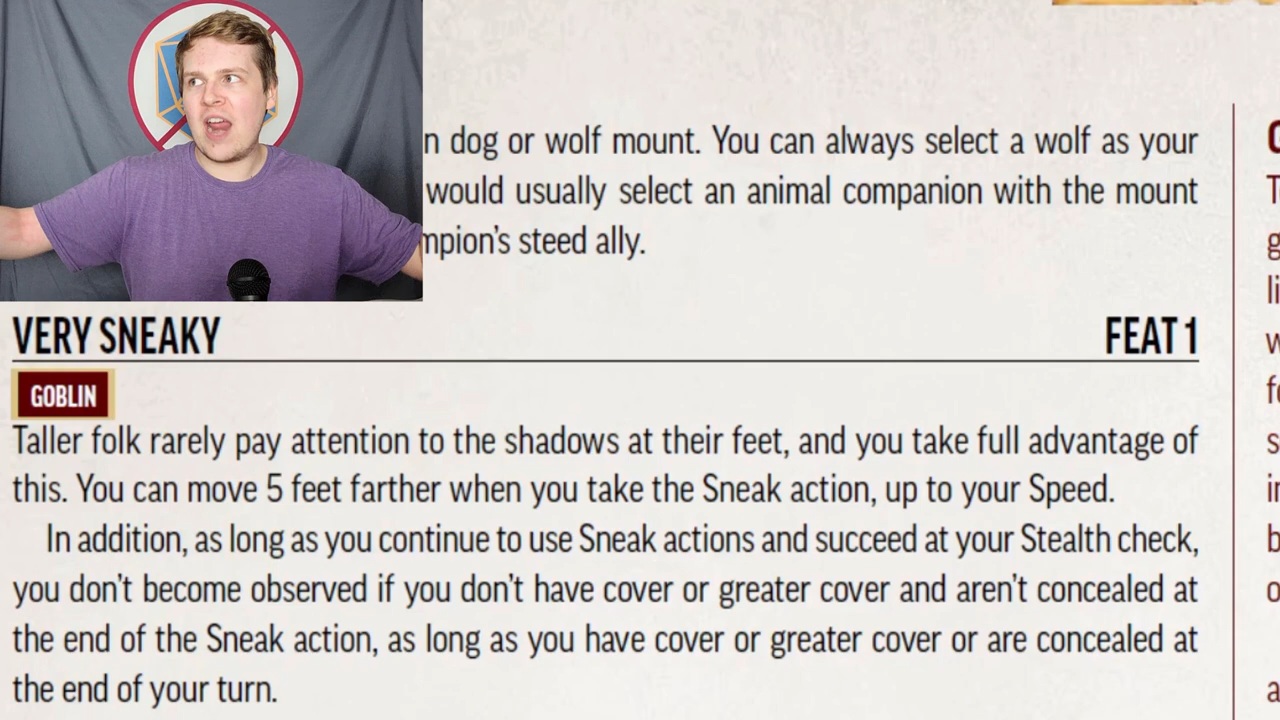 n dog or wolf mount. You can always select a wolf as your
would usually select an animal companion with the mount
mpion's steed ally.
VERY SNEAKY FEAT 1
GOBLIN
Taller folk rarely pay attention to the shadows at their feet, and you take full advantage of
this. You can move 5 feet farther when you take the Sneak action, up to your Speed.
In addition, as long as you continue to use Sneak actions and succeed at your Stealth check,
you don't become observed if you don't have cover or greater cover and aren't concealed at
the end of the Sneak action, as long as you have cover or greater cover or are concealed at
the end of your turn.